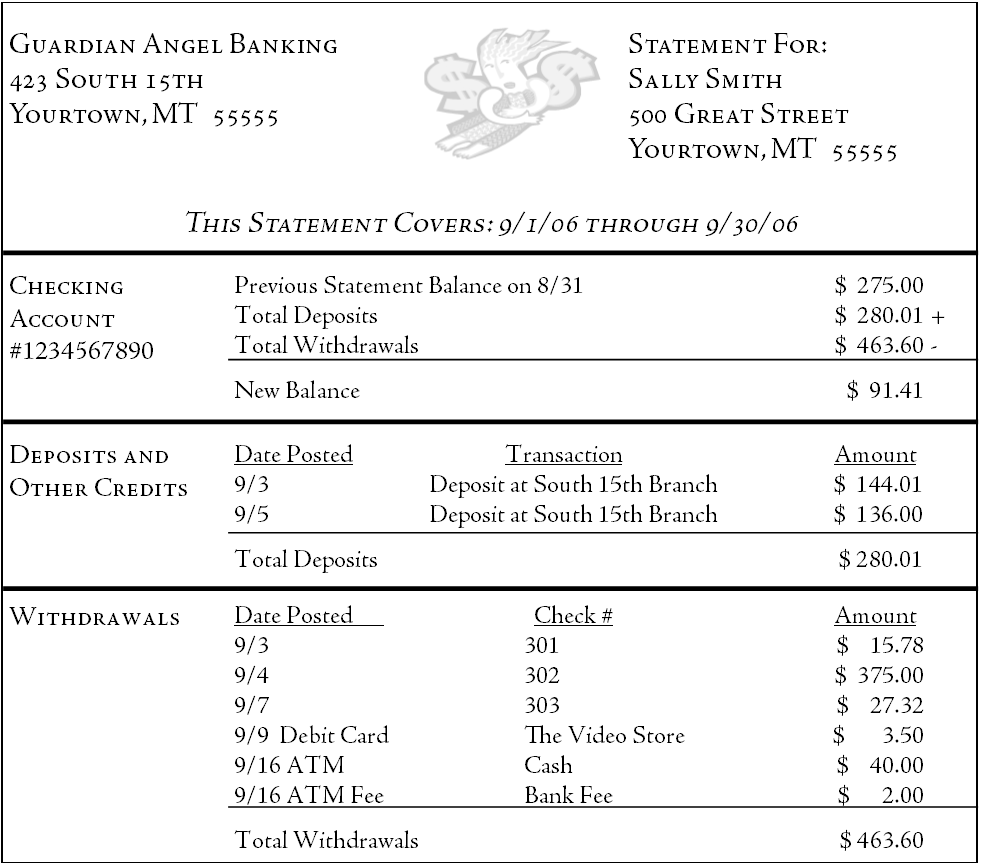 Guardian Angel Banking
423 South 15th
Yourtown, MT 55555
Statement For:
Sally Smith
500 Great Street
Yourtown, MT 55555
This Statement Covers: 9/1/06 through 9/30/06
Checking Account #1234567890
Previous Statement Balance on 8/31 $ 275.00
Total Deposits $ 280.01 +
Total Withdrawals $ 463.60 -
New Balance $ 91.41
Deposits and Other Credits
Date Posted Transaction Amount
9/3 Deposit at South 15th Branch $ 144.01
9/5 Deposit at South 15th Branch $ 136.00
Total Deposits $ 280.01
Withdrawals
Date Posted Check # Amount
9/3 301 $ 15.78
9/4 302 $ 375.00
9/7 303 $ 27.32
9/9 Debit Card The Video Store $ 3.50
9/16 ATM Cash $ 40.00
9/16 ATM Fee Bank Fee $ 2.00
Total Withdrawals $ 463.60